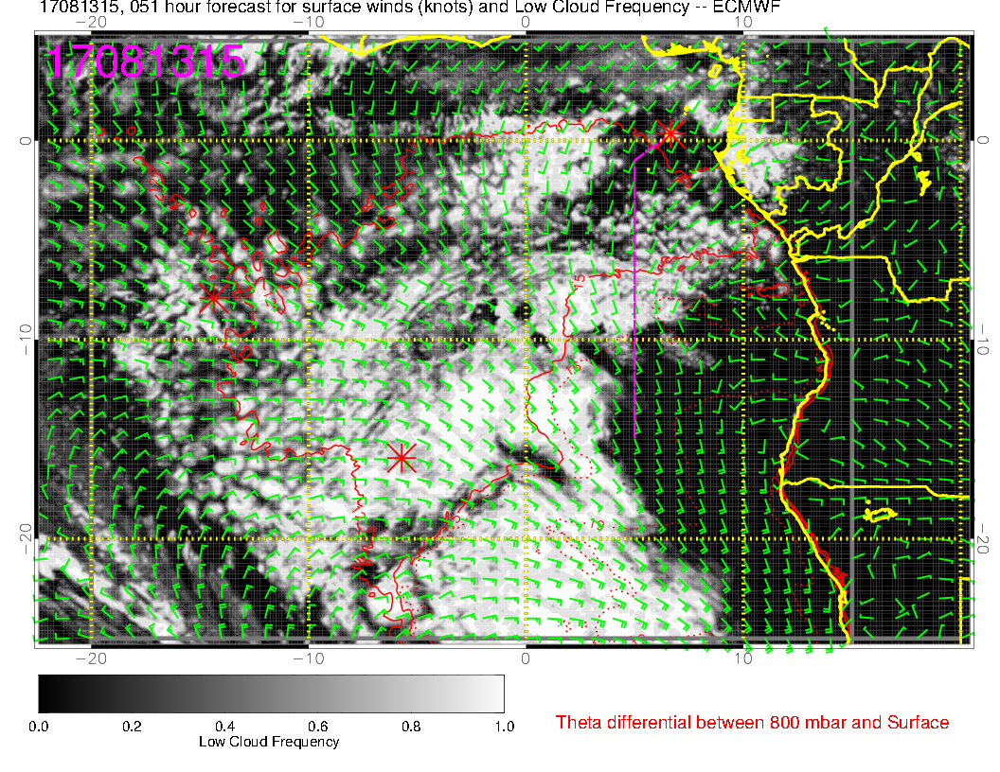 17081315, 051 hour forecast for surface winds (knots) and Low Cloud Frequency -- ECMWF
−20 −10 0 10
17081315
0 0
−10 −10
−20 −20
15
−20 −10 0 10
0.0 0.2 0.4 0.6 0.8 1.0
Low Cloud Frequency
Theta differential between 800 mbar and Surface